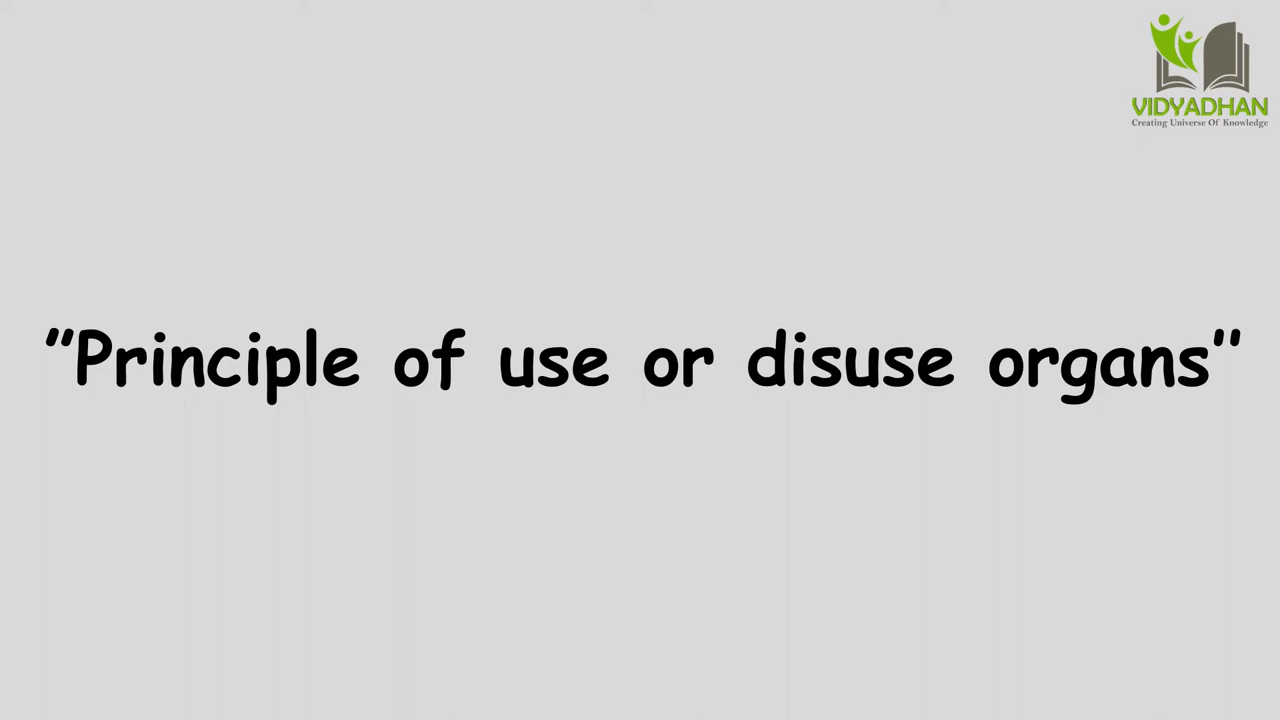 VIDYADHAN
Creating Universe Of Knowledge
"Principle of use or disuse organs"